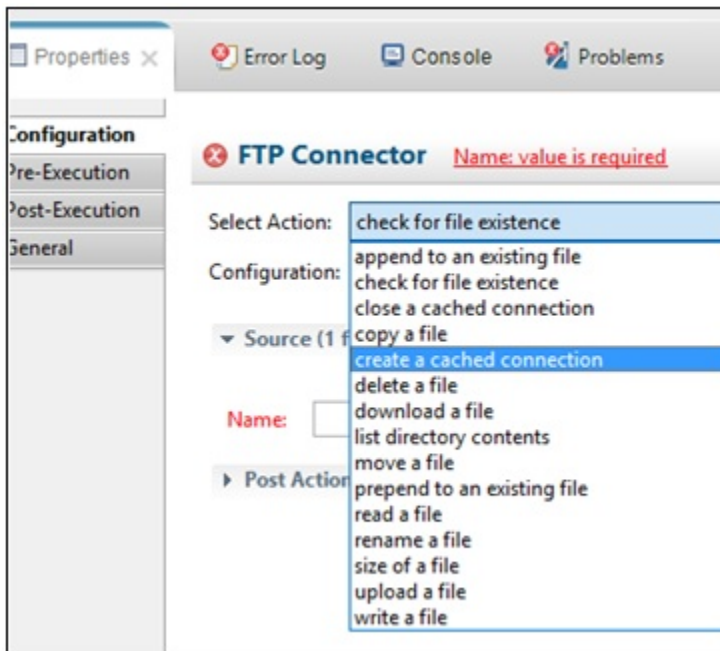 Properties
Error Log
Console
Problems
Configuration
Pre-Execution
Post-Execution
General
FTP Connector
Name: value is required
Select Action:
check for file existence
append to an existing file
Configuration:
check for file existence
close a cached connection
copy a file
Source (1 f
create a cached connection
delete a file
download a file
Name:
list directory contents
move a file
Post Action
prepend to an existing file
read a file
rename a file
size of a file
upload a file
write a file